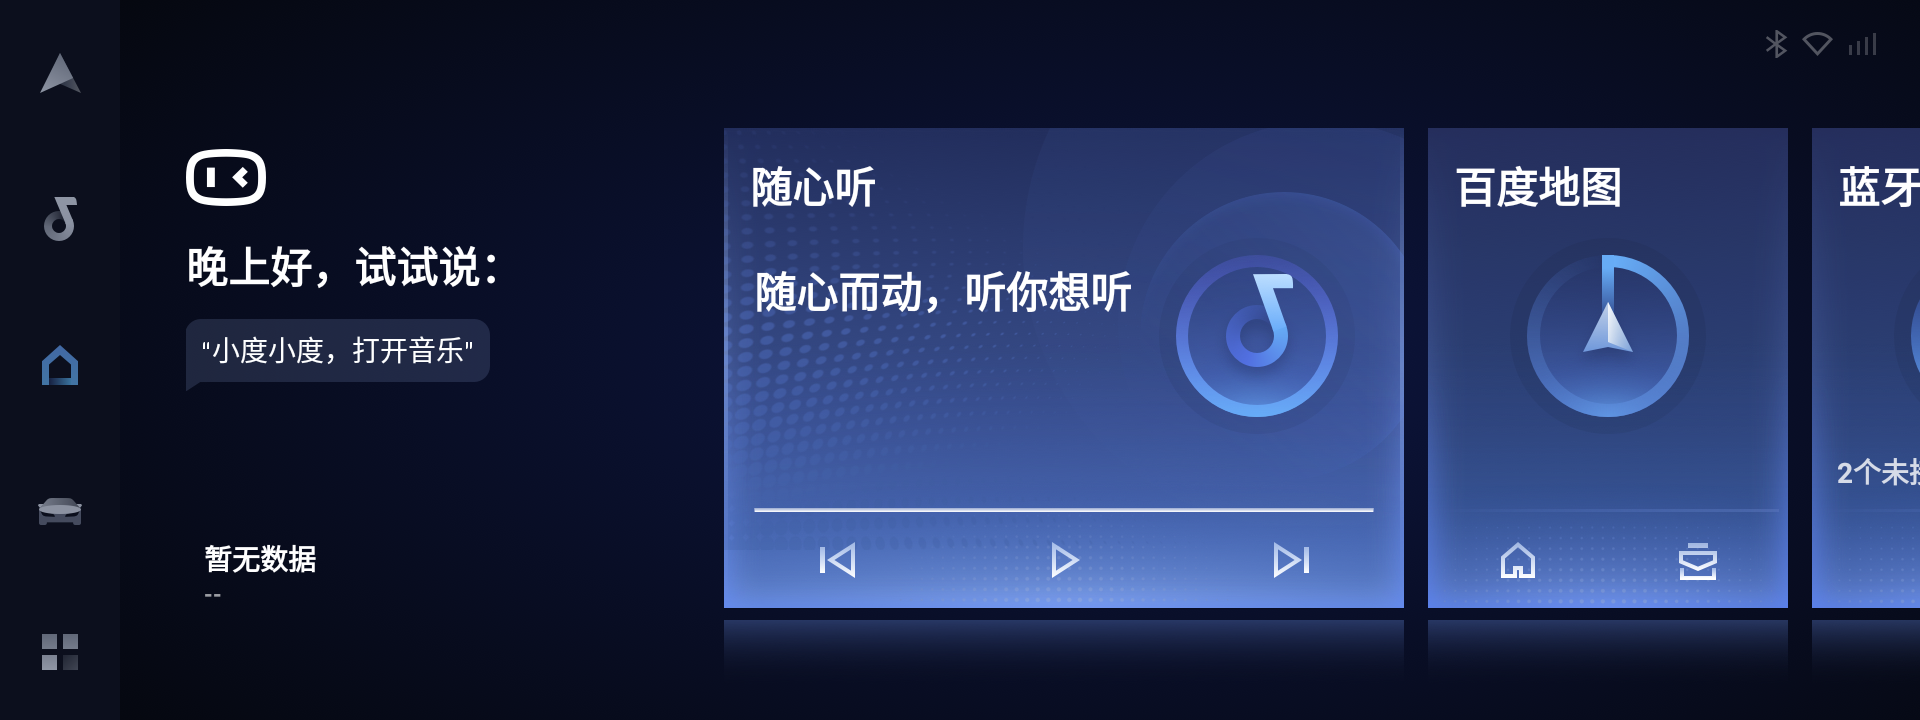 晚上好，试试说：
"小度小度，打开音乐"
暂无数据
--
随心听
随心而动，听你想听
百度地图
蓝牙
2个未